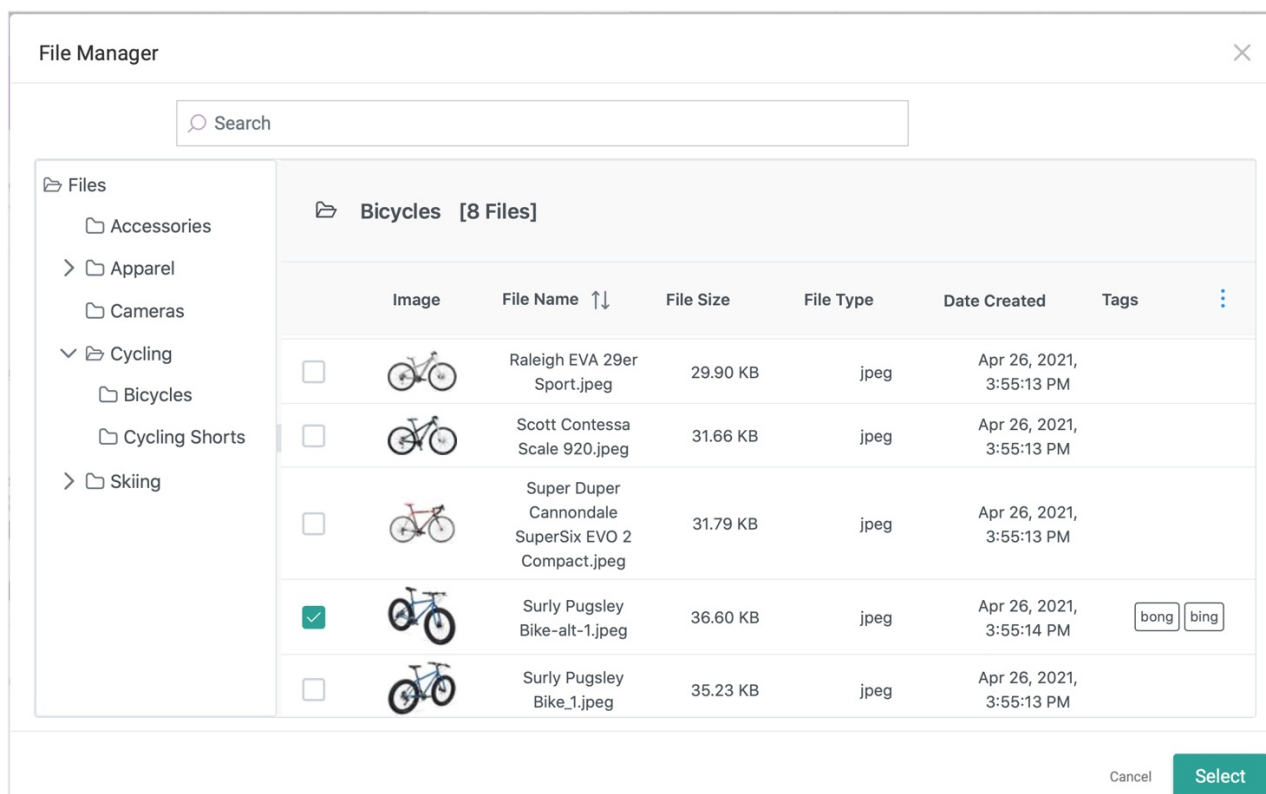 File Manager
Search
Files
Accessories
Apparel
Cameras
Cycling
Bicycles
Cycling Shorts
Skiing
Bicycles [8 Files]
Image File Name File Size File Type Date Created Tags
Raleigh EVA 29er
Sport.jpeg
29.90 KB
jpeg
Apr 26, 2021,
3:55:13 PM
Scott Contessa
Scale 920.jpeg
31.66 KB
jpeg
Apr 26, 2021,
3:55:13 PM
Super Duper
Cannondale
SuperSix EVO 2
Compact.jpeg
31.79 KB
jpeg
Apr 26, 2021,
3:55:13 PM
Surly Pugsley
Bike-alt-1.jpeg
36.60 KB
jpeg
Apr 26, 2021,
3:55:14 PM
bong bing
Surly Pugsley
Bike_1.jpeg
35.23 KB
jpeg
Apr 26, 2021,
3:55:13 PM
Cancel Select